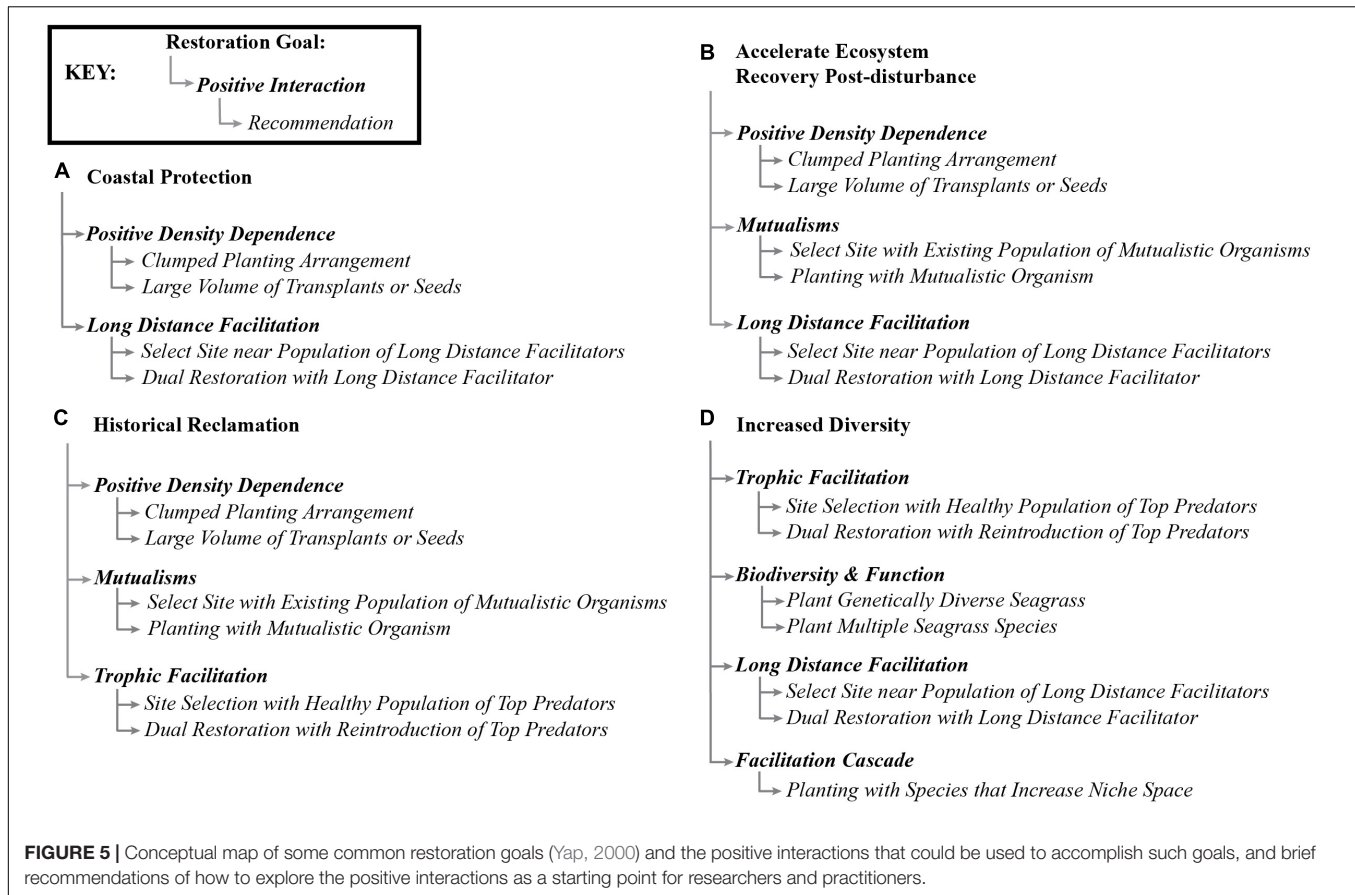 KEY:
Restoration Goal:
Positive Interaction
Recommendation
A Coastal Protection
Positive Density Dependence
Clumped Planting Arrangement
Large Volume of Transplants or Seeds
Long Distance Facilitation
Select Site near Population of Long Distance Facilitators
Dual Restoration with Long Distance Facilitator
B Accelerate Ecosystem
Recovery Post-disturbance
Positive Density Dependence
Clumped Planting Arrangement
Large Volume of Transplants or Seeds
Mutualisms
Select Site with Existing Population of Mutualistic Organisms
Planting with Mutualistic Organism
Long Distance Facilitation
Select Site near Population of Long Distance Facilitators
Dual Restoration with Long Distance Facilitator
C Historical Reclamation
Positive Density Dependence
Clumped Planting Arrangement
Large Volume of Transplants or Seeds
Mutualisms
Select Site with Existing Population of Mutualistic Organisms
Planting with Mutualistic Organism
Trophic Facilitation
Site Selection with Healthy Population of Top Predators
Dual Restoration with Reintroduction of Top Predators
D Increased Diversity
Trophic Facilitation
Site Selection with Healthy Population of Top Predators
Dual Restoration with Reintroduction of Top Predators
Biodiversity & Function
Plant Genetically Diverse Seagrass
Plant Multiple Seagrass Species
Long Distance Facilitation
Select Site near Population of Long Distance Facilitators
Dual Restoration with Long Distance Facilitator
Facilitation Cascade
Planting with Species that Increase Niche Space
FIGURE 5 | Conceptual map of some common restoration goals (Yap, 2000) and the positive interactions that could be used to accomplish such goals, and brief
recommendations of how to explore the positive interactions as a starting point for researchers and practitioners.